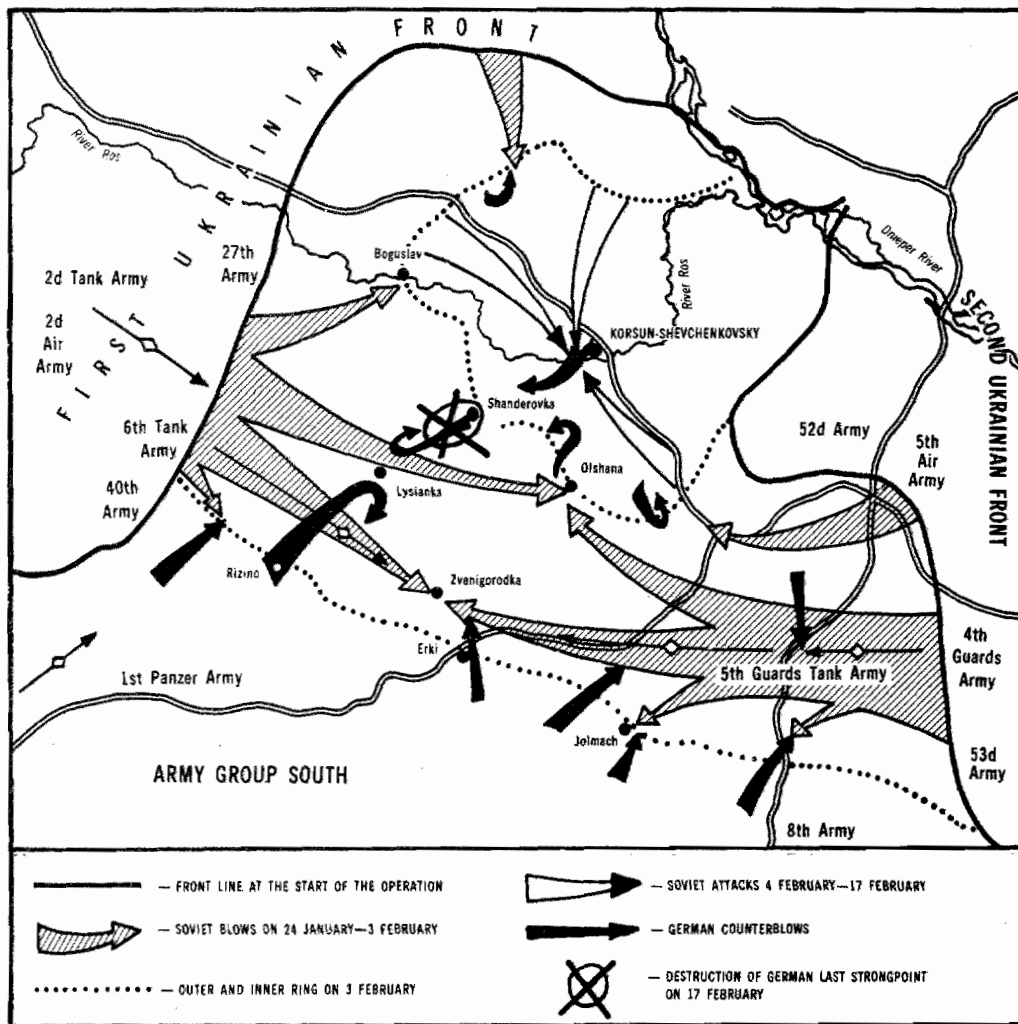 FIRST UKRAINIAN FRONT
River Ros
27th
Army
2d Tank Army
2d
Air
Army
Boguslav
River Ros
Dnieper River
SECOND UKRAINIAN FRONT
KORSUN-SHEVCHENKOVSKY
6th Tank
Army
Shanderovka
52d Army
5th
Air
Army
40th
Army
Lysianka
Olshana
Rizino
Zvenigorodka
Erki
1st Panzer Army
5th Guards Tank Army
4th
Guards
Army
Jolmach
ARMY GROUP SOUTH
53d
Army
8th Army
— FRONT LINE AT THE START OF THE OPERATION
— SOVIET BLOWS ON 24 JANUARY—3 FEBRUARY
..... — OUTER AND INNER RING ON 3 FEBRUARY
— SOVIET ATTACKS 4 FEBRUARY—17 FEBRUARY
— GERMAN COUNTERBLOWS
— DESTRUCTION OF GERMAN LAST STRONGPOINT
ON 17 FEBRUARY